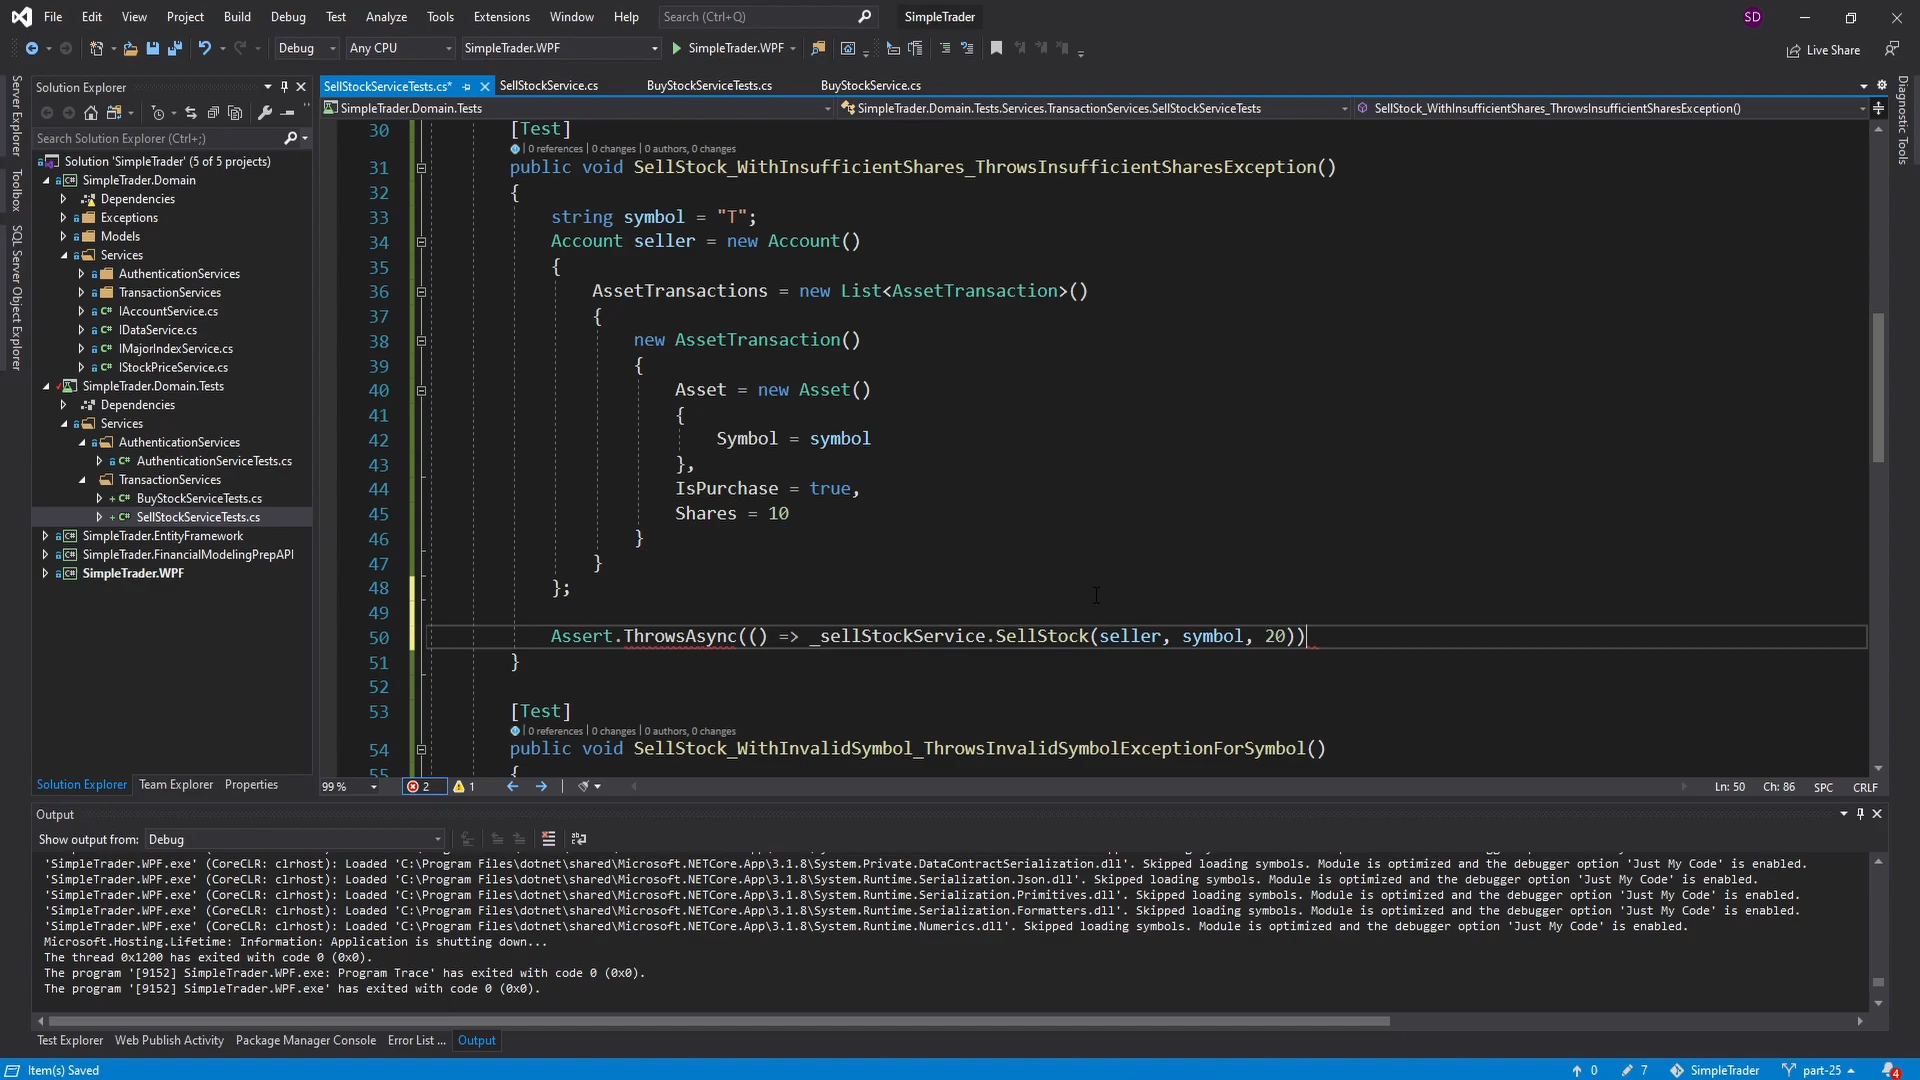 File Edit View Project Build Debug Test Analyze Tools Extensions Window Help Search (Ctrl+Q) SimpleTrader SD
Debug Any CPU SimpleTrader.WPF SimpleTrader.WPF Live Share
Server Explorer
Toolbox
SQL Server Object Explorer
Solution Explorer
Search Solution Explorer (Ctrl+;)
Solution 'SimpleTrader' (5 of 5 projects)
SimpleTrader.Domain
Dependencies
Exceptions
Models
Services
AuthenticationServices
TransactionServices
C# IAccountService.cs
C# IDataService.cs
C# IMajorIndexService.cs
C# IStockPriceService.cs
SimpleTrader.Domain.Tests
Dependencies
Services
AuthenticationServices
C# AuthenticationServiceTests.cs
TransactionServices
+ C# BuyStockServiceTests.cs
+ C# SellStockServiceTests.cs
SimpleTrader.EntityFramework
SimpleTrader.FinancialModelingPrepAPI
SimpleTrader.WPF
Solution Explorer Team Explorer Properties
SellStockServiceTests.cs* SellStockService.cs BuyStockServiceTests.cs BuyStockService.cs
SimpleTrader.Domain.Tests SimpleTrader.Domain.Tests.Services.TransactionServices.SellStockServiceTests SellStock_WithInsufficientShares_ThrowsInsufficientSharesException()
Diagnostic Tools
30 [Test]
0 references | 0 changes | 0 authors, 0 changes
31 public void SellStock_WithInsufficientShares_ThrowsInsufficientSharesException()
32 {
33 string symbol = "T";
34 Account seller = new Account()
35 {
36 AssetTransactions = new List<AssetTransaction>()
37 {
38 new AssetTransaction()
39 {
40 Asset = new Asset()
41 {
42 Symbol = symbol
43 },
44 IsPurchase = true,
45 Shares = 10
46 }
47 }
48 };
49
50 Assert.ThrowsAsync(() => _sellStockService.SellStock(seller, symbol, 20))
51 }
52
53 [Test]
0 references | 0 changes | 0 authors, 0 changes
54 public void SellStock_WithInvalidSymbol_ThrowsInvalidSymbolExceptionForSymbol()
55 {
99 % 2 1 Ln: 50 Ch: 86 SPC CRLF
Output
Show output from: Debug
'SimpleTrader.WPF.exe' (CoreCLR: clrhost): Loaded 'C:\Program Files\dotnet\shared\Microsoft.NETCore.App\3.1.8\System.Private.DataContractSerialization.dll'. Skipped loading symbols. Module is optimized and the debugger option 'Just My Code' is enabled.
'SimpleTrader.WPF.exe' (CoreCLR: clrhost): Loaded 'C:\Program Files\dotnet\shared\Microsoft.NETCore.App\3.1.8\System.Runtime.Serialization.Json.dll'. Skipped loading symbols. Module is optimized and the debugger option 'Just My Code' is enabled.
'SimpleTrader.WPF.exe' (CoreCLR: clrhost): Loaded 'C:\Program Files\dotnet\shared\Microsoft.NETCore.App\3.1.8\System.Runtime.Serialization.Primitives.dll'. Skipped loading symbols. Module is optimized and the debugger option 'Just My Code' is enabled.
'SimpleTrader.WPF.exe' (CoreCLR: clrhost): Loaded 'C:\Program Files\dotnet\shared\Microsoft.NETCore.App\3.1.8\System.Runtime.Serialization.Formatters.dll'. Skipped loading symbols. Module is optimized and the debugger option 'Just My Code' is enabled.
'SimpleTrader.WPF.exe' (CoreCLR: clrhost): Loaded 'C:\Program Files\dotnet\shared\Microsoft.NETCore.App\3.1.8\System.Runtime.Numerics.dll'. Skipped loading symbols. Module is optimized and the debugger option 'Just My Code' is enabled.
Microsoft.Hosting.Lifetime: Information: Application is shutting down...
The thread 0x1200 has exited with code 0 (0x0).
The program '[9152] SimpleTrader.WPF.exe: Program Trace' has exited with code 0 (0x0).
The program '[9152] SimpleTrader.WPF.exe' has exited with code 0 (0x0).
Test Explorer Web Publish Activity Package Manager Console Error List ... Output
Item(s) Saved 0 7 SimpleTrader part-25 4